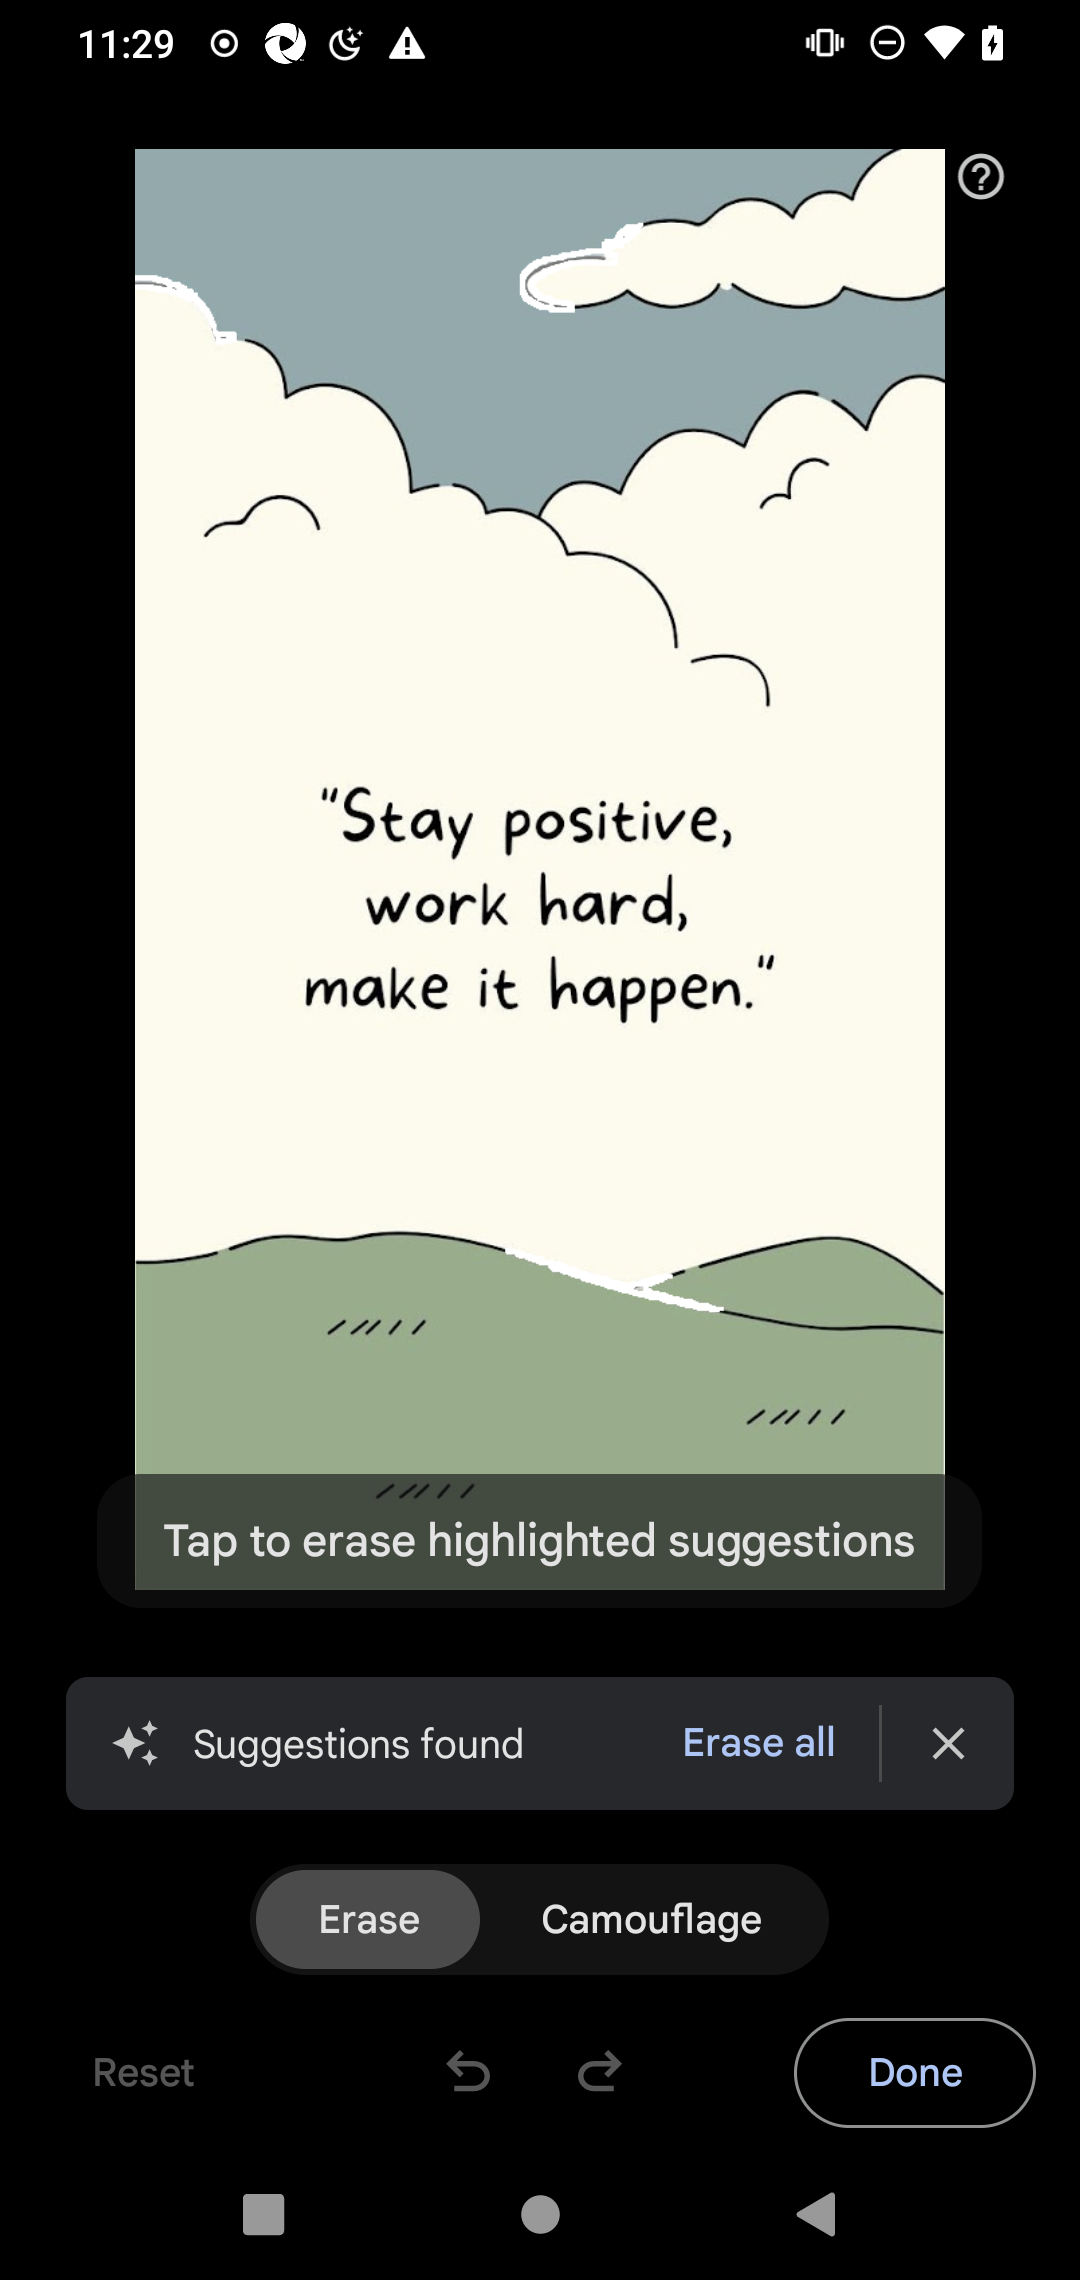 11:29
"Stay positive,
work hard,
make it happen."
Tap to erase highlighted suggestions
Suggestions found Erase all
Erase Camouflage
Reset Done